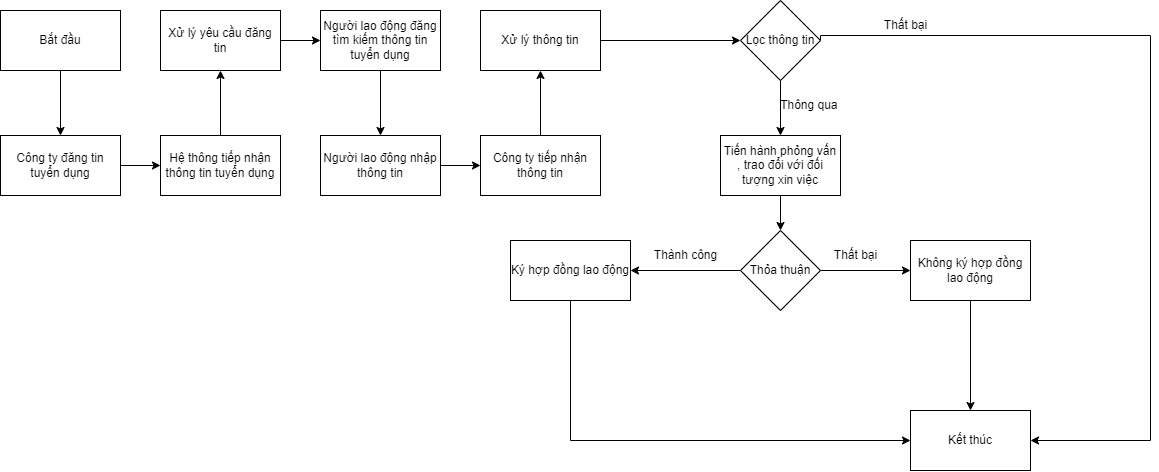 Bắt đầu
Xử lý yêu cầu đăng
tin
Người lao động đăng
tìm kiếm thông tin
tuyển dụng
Xử lý thông tin
Lọc thông tin
Thất bại
Thông qua
Công ty đăng tin
tuyển dụng
Hệ thông tiếp nhận
thông tin tuyển dụng
Người lao động nhập
thông tin
Công ty tiếp nhận
thông tin
Tiến hành phỏng vấn
, trao đổi với đối
tượng xin việc
Ký hợp đồng lao động
Thành công
Thỏa thuận
Thất bại
Không ký hợp đồng
lao động
Kết thúc